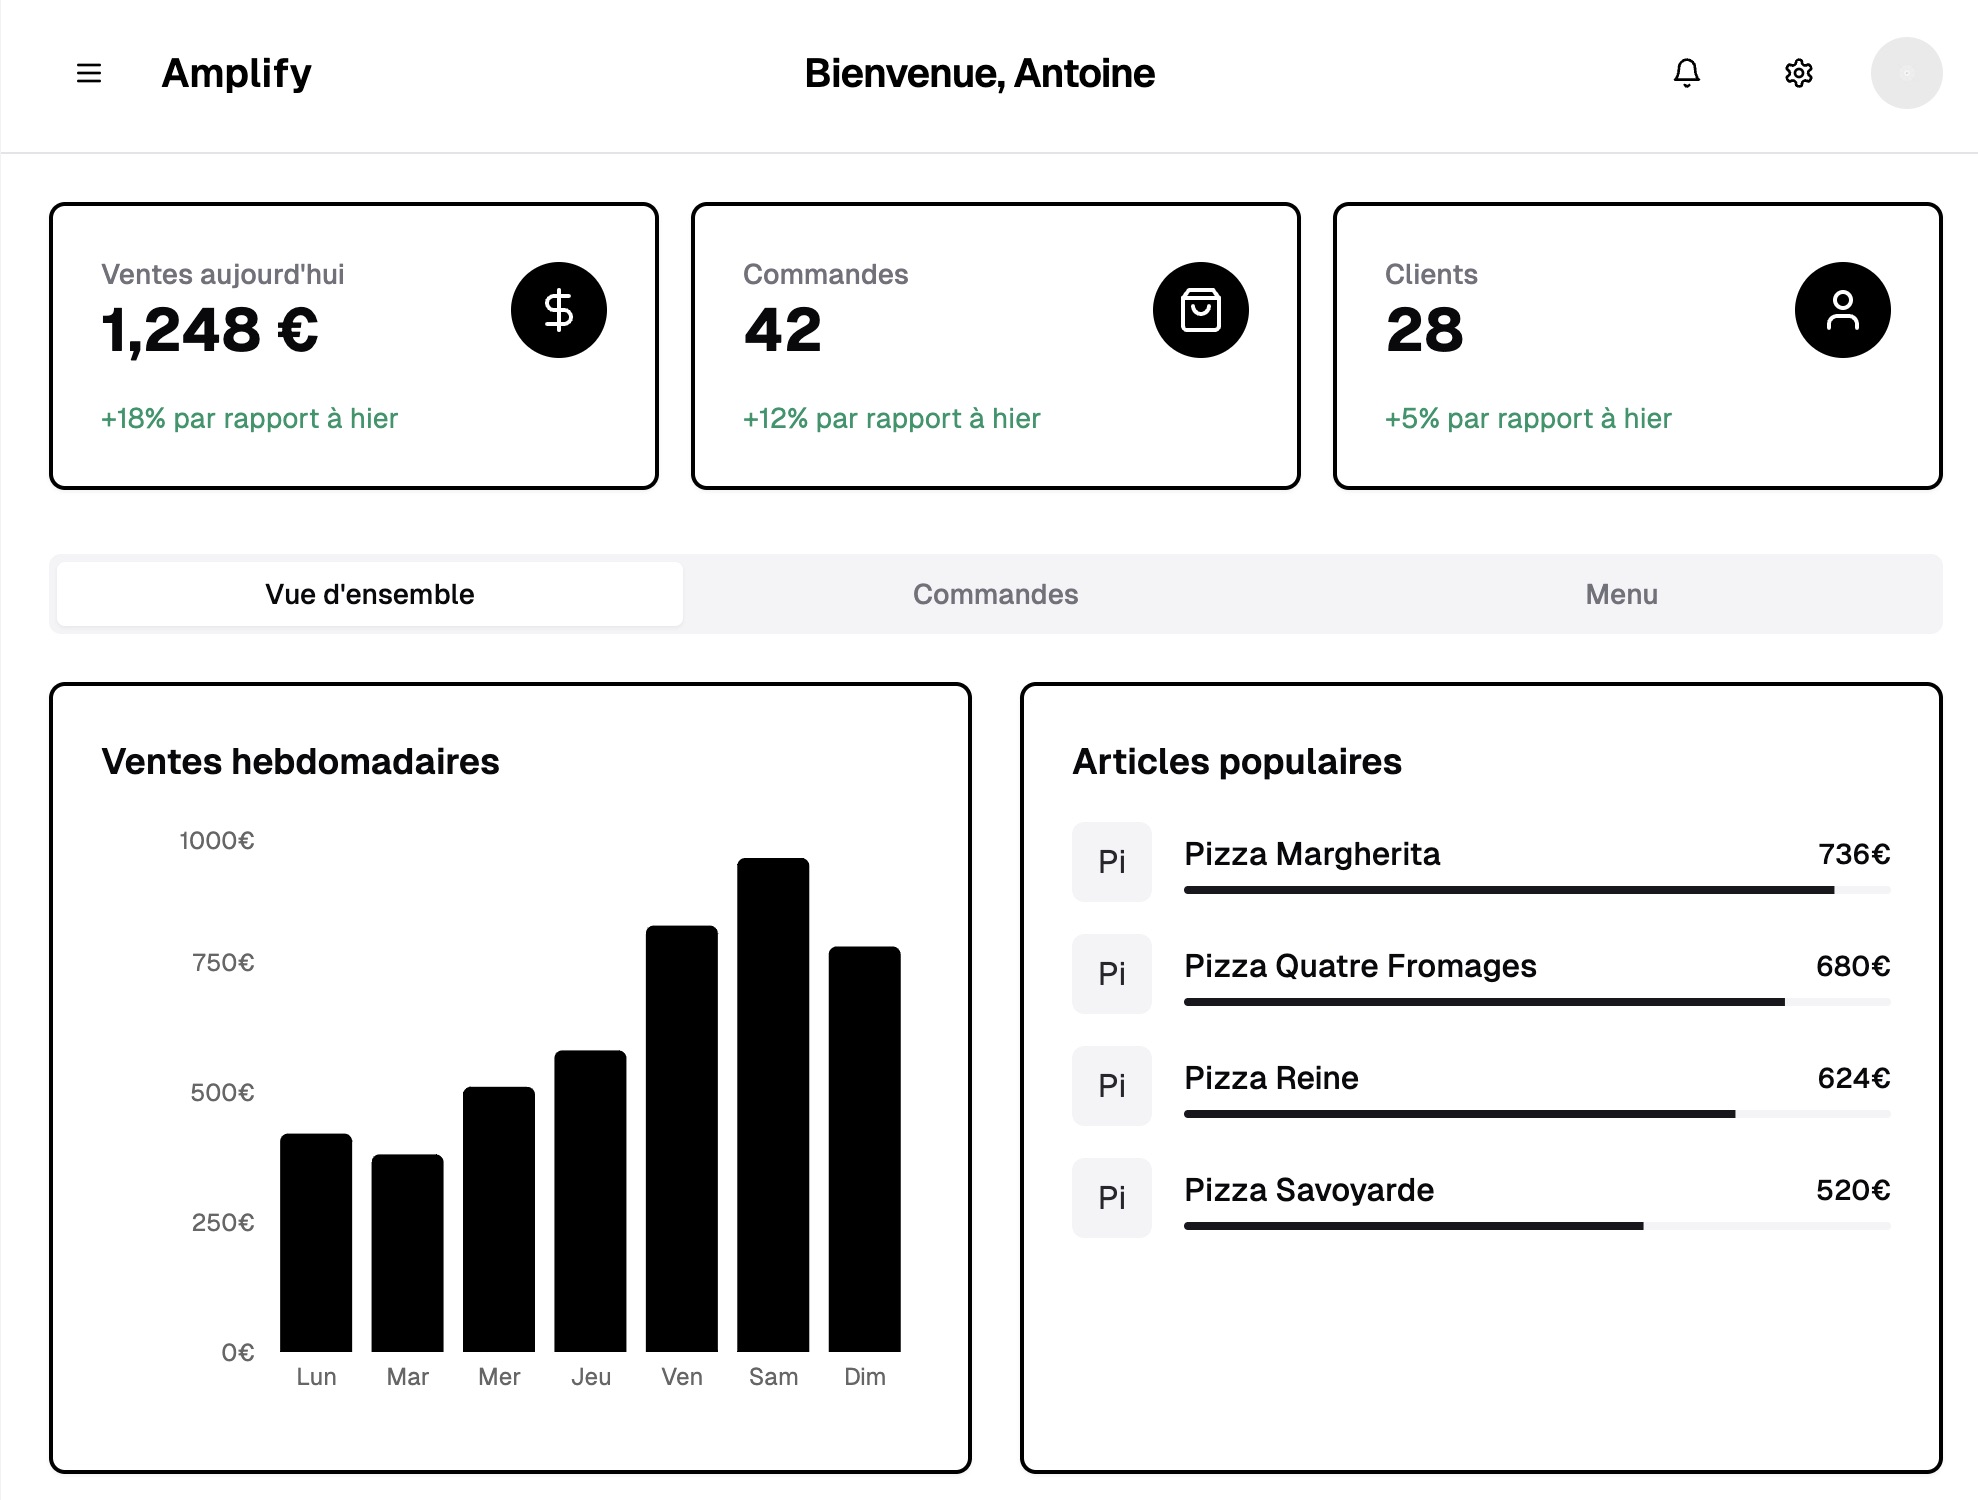 Amplify
Bienvenue, Antoine
Ventes aujourd'hui
1,248 €
+18% par rapport à hier
Commandes
42
+12% par rapport à hier
Clients
28
+5% par rapport à hier
Vue d'ensemble
Commandes
Menu
Ventes hebdomadaires
1000€
750€
500€
250€
0€
Lun Mar Mer Jeu Ven Sam Dim
Articles populaires
Pi
Pizza Margherita 736€
Pi
Pizza Quatre Fromages 680€
Pi
Pizza Reine 624€
Pi
Pizza Savoyarde 520€